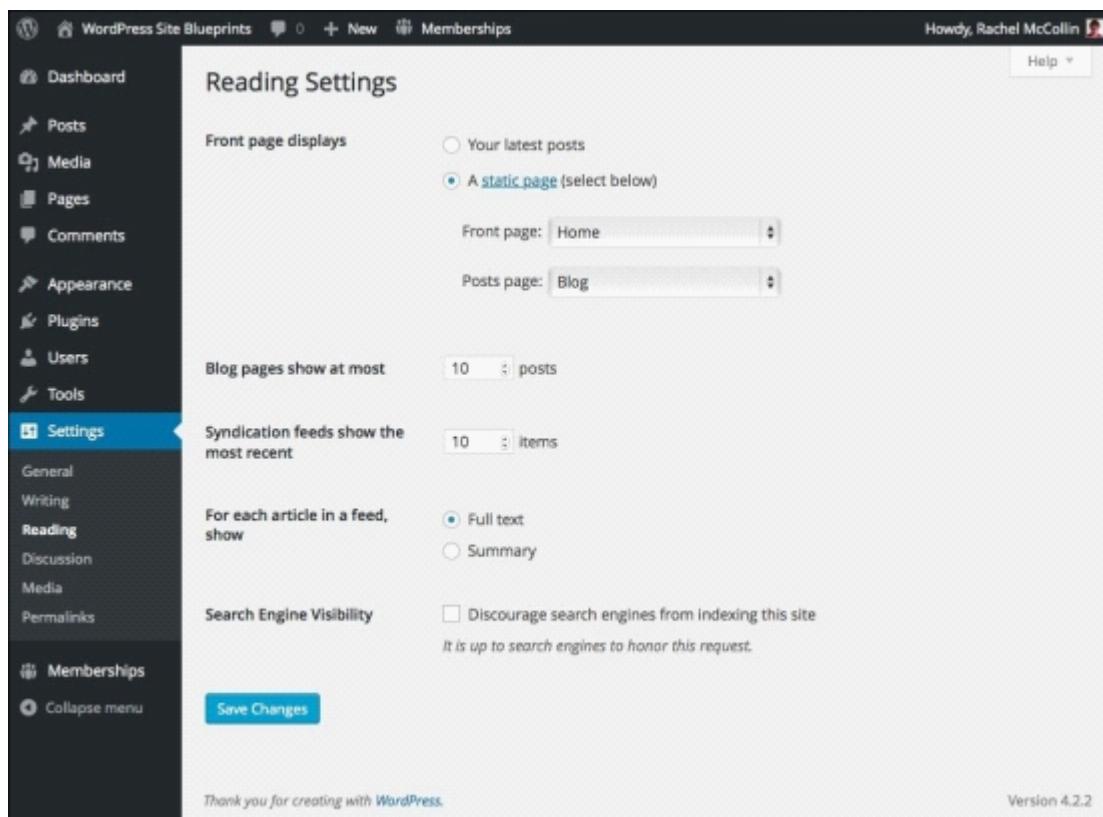 WordPress Site Blueprints 0 + New Memberships Howdy, Rachel McCollin
Help
Dashboard
Posts
Media
Pages
Comments
Appearance
Plugins
Users
Tools
Settings
General
Writing
Reading
Discussion
Media
Permalinks
Memberships
Collapse menu
Reading Settings
Front page displays
Your latest posts
A static page (select below)
Front page: Home
Posts page: Blog
Blog pages show at most 10 posts
Syndication feeds show the
most recent
10 items
For each article in a feed,
show
Full text
Summary
Search Engine Visibility
Discourage search engines from indexing this site
It is up to search engines to honor this request.
Save Changes
Thank you for creating with WordPress.
Version 4.2.2